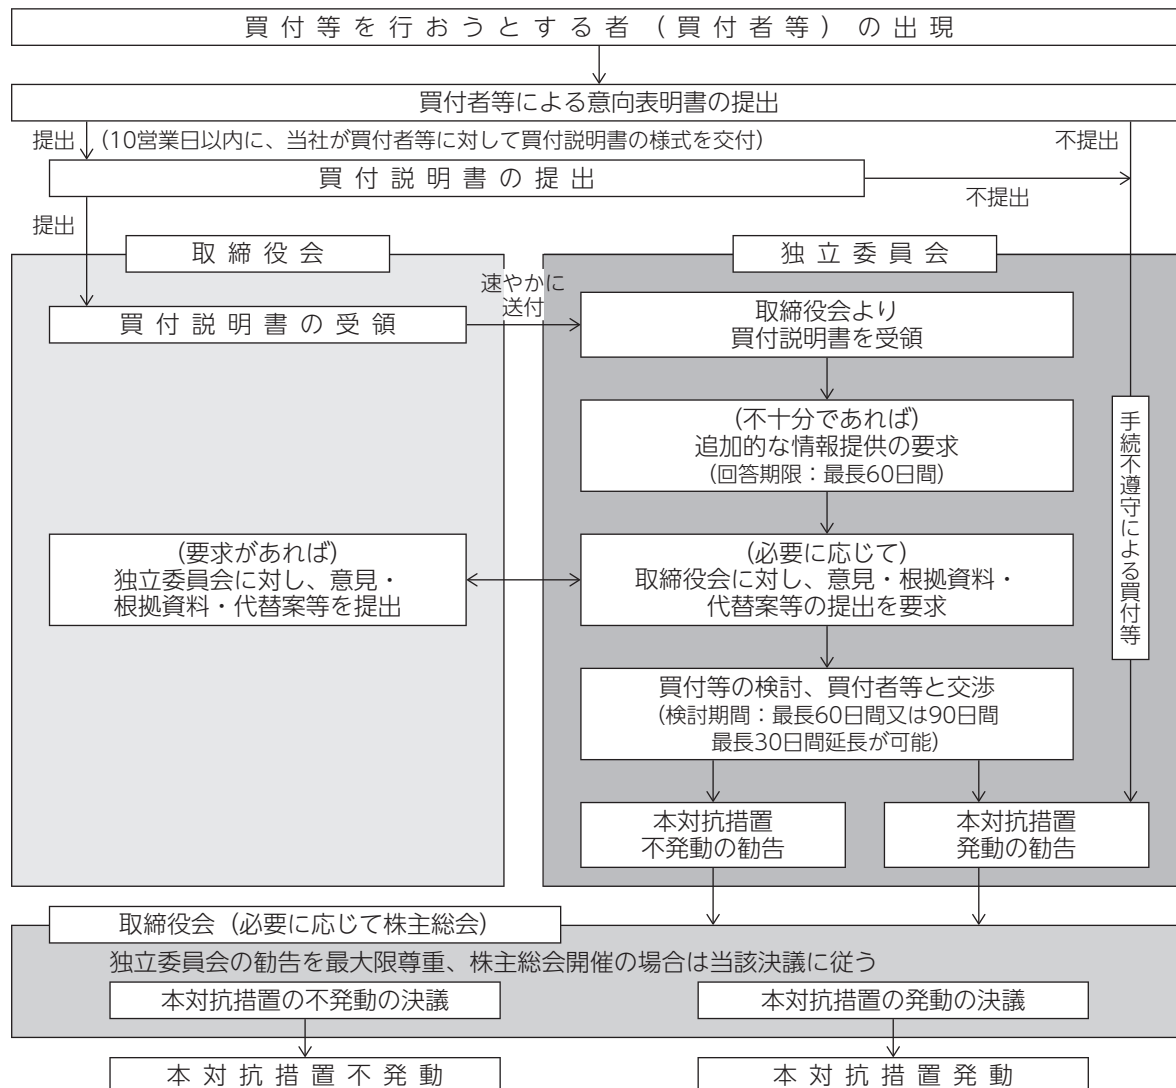 買付等を行おうとする者（買付者等）の出現
買付者等による意向表明書の提出
提出
(10営業日以内に、当社が買付者等に対して買付説明書の様式を交付)
不提出
買付説明書の提出
不提出
提出
取締役会
独立委員会
速やかに
送付
買付説明書の受領
取締役会より
買付説明書を受領
(不十分であれば)
追加的な情報提供の要求
(回答期限：最長60日間)
手続不遵守による買付等
(要求があれば)
独立委員会に対し、意見・
根拠資料・代替案等を提出
(必要に応じて)
取締役会に対し、意見・根拠資料・
代替案等の提出を要求
買付等の検討、買付者等と交渉
(検討期間：最長60日間又は90日間
最長30日間延長が可能)
本対抗措置
不発動の勧告
本対抗措置
発動の勧告
取締役会（必要に応じて株主総会）
独立委員会の勧告を最大限尊重、株主総会開催の場合は当該決議に従う
本対抗措置の不発動の決議
本対抗措置の発動の決議
本対抗措置不発動
本対抗措置発動